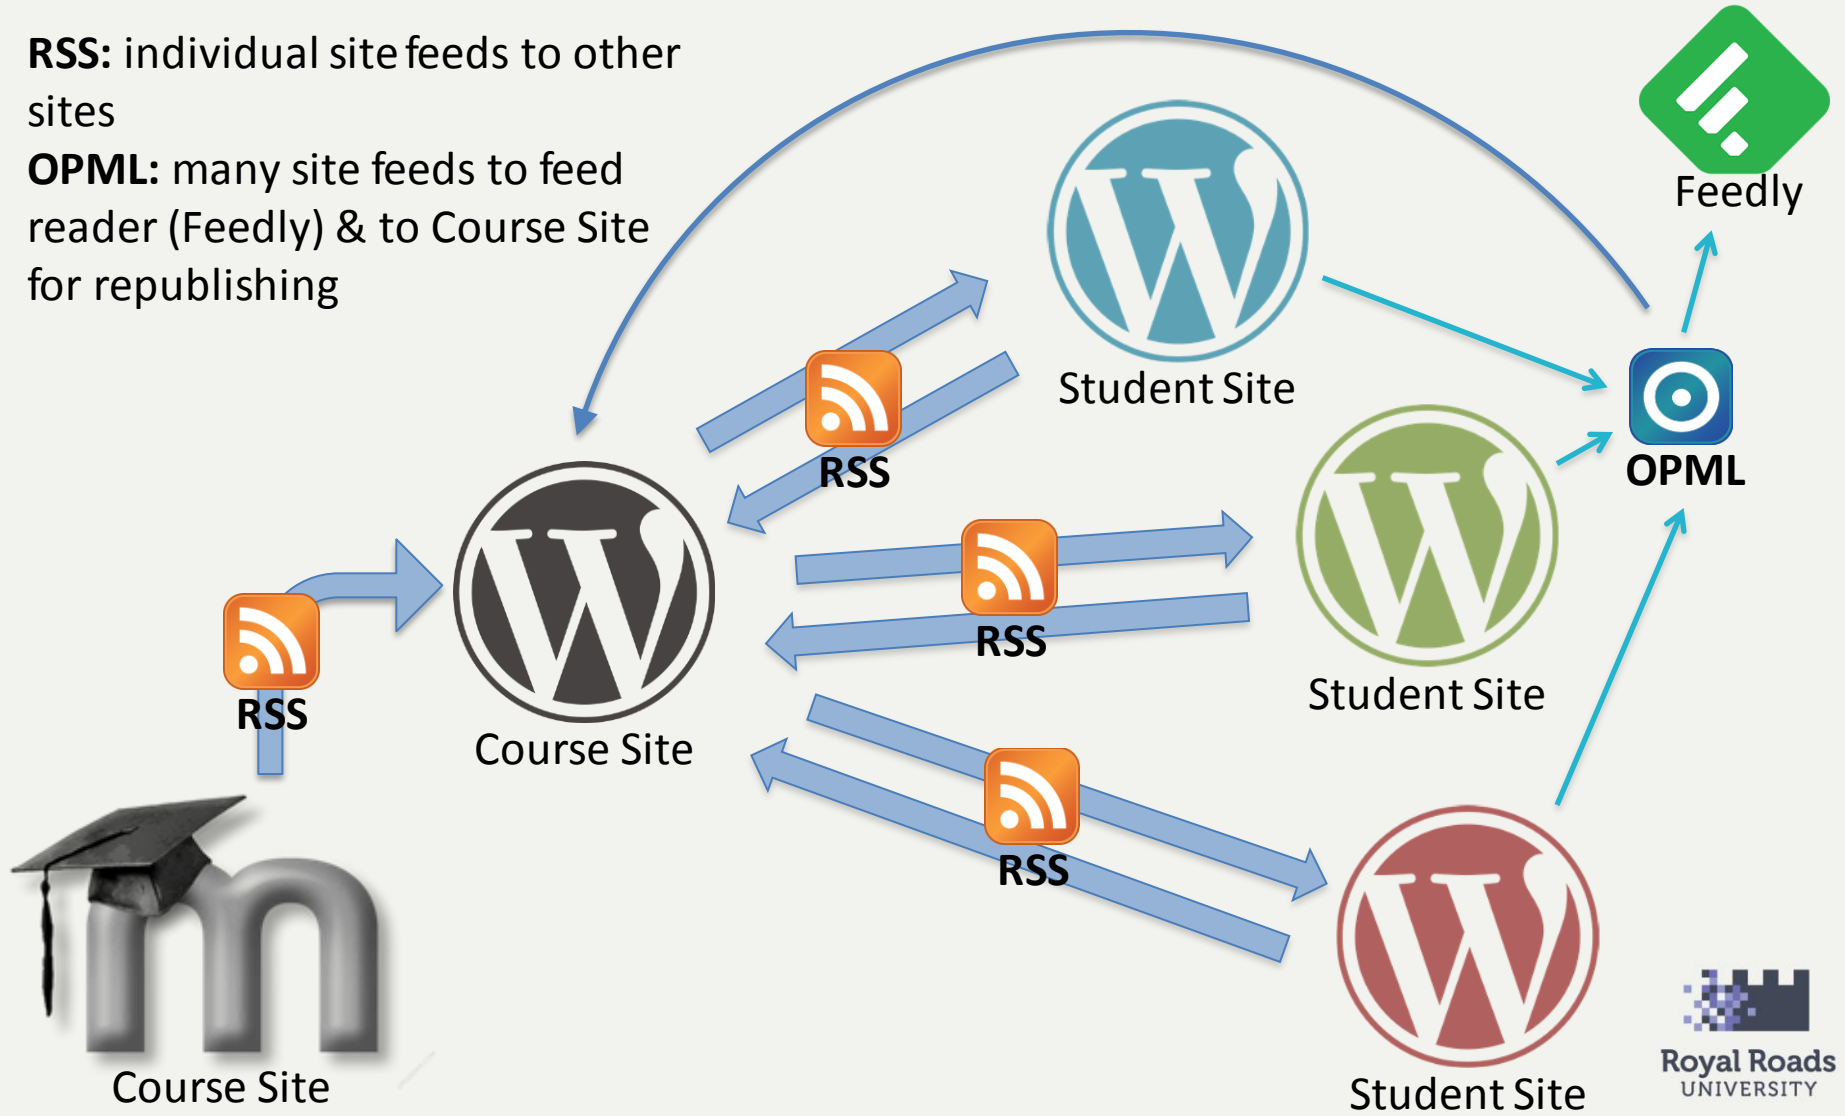 RSS: individual site feeds to other
sites
OPML: many site feeds to feed
reader (Feedly) & to Course Site
for republishing
Feedly
Student Site
RSS
OPML
RSS
Student Site
RSS
Course Site
RSS
Course Site
Student Site
Royal Roads
UNIVERSITY